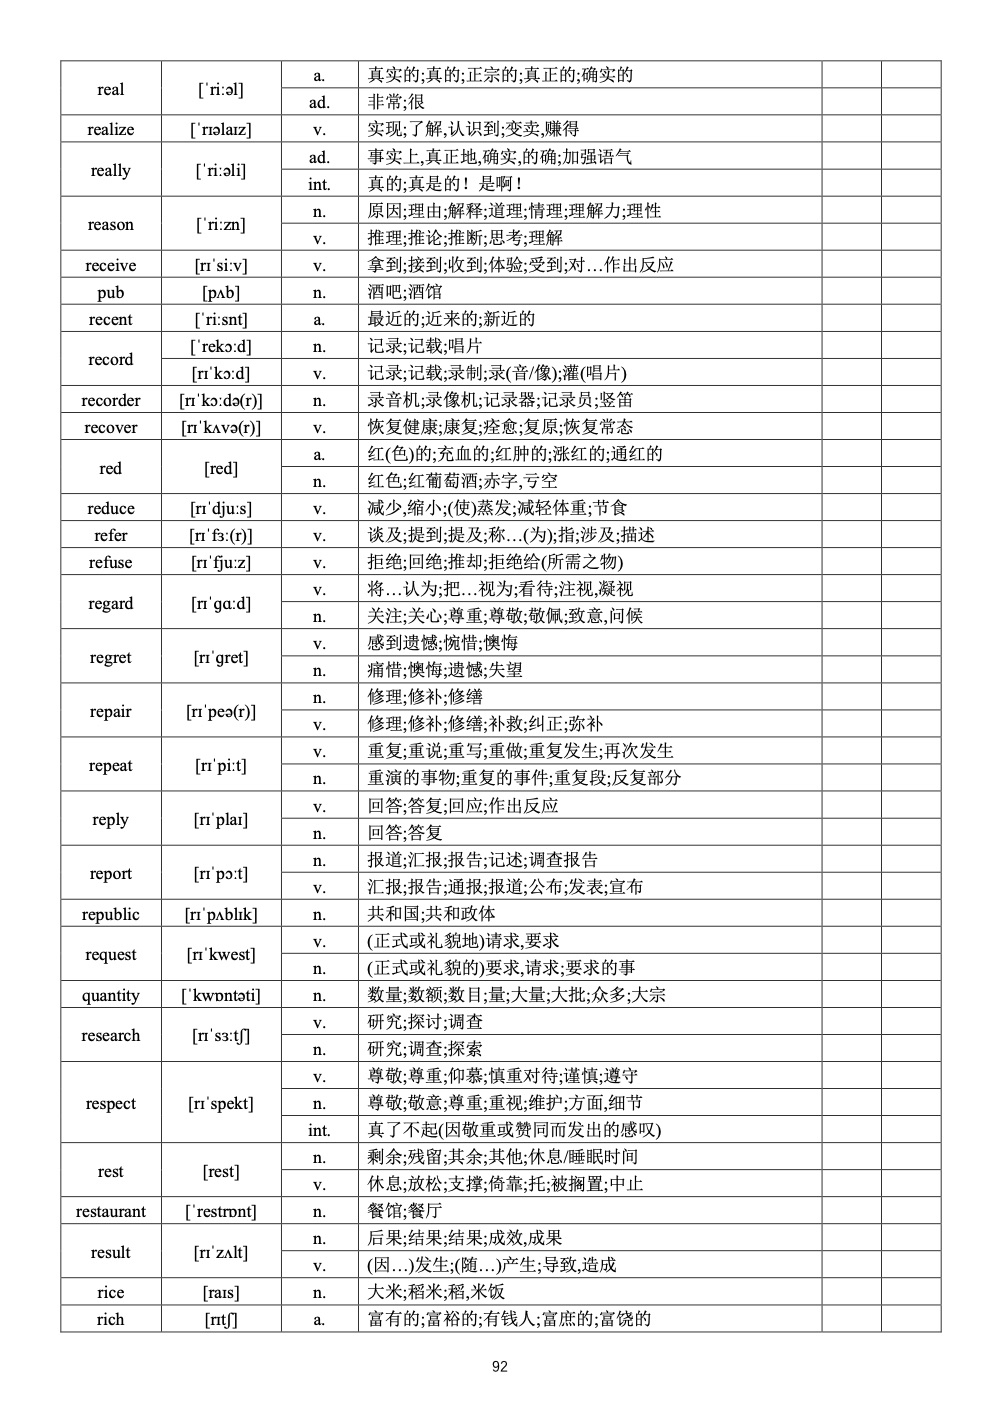 real [ˈriːəl] a. 真实的;真的;正宗的;真正的;确实的
ad. 非常;很
realize [ˈrɪəlaɪz] v. 实现;了解,认识到;变卖,赚得
really [ˈriːəli] ad. 事实上,真正地,确实,的确;加强语气
int. 真的;真是的！是啊！
reason [ˈriːzn] n. 原因;理由;解释;道理;情理;理解力;理性
v. 推理;推论;推断;思考;理解
receive [rɪˈsiːv] v. 拿到;接到;收到;体验;受到;对…作出反应
pub [pʌb] n. 酒吧;酒馆
recent [ˈriːsnt] a. 最近的;近来的;新近的
record [ˈrekɔːd] n. 记录;记载;唱片
[rɪˈkɔːd] v. 记录;记载;录制;录(音/像);灌(唱片)
recorder [rɪˈkɔːdə(r)] n. 录音机;录像机;记录器;记录员;竖笛
recover [rɪˈkʌvə(r)] v. 恢复健康;康复;痊愈;复原;恢复常态
red [red] a. 红(色)的;充血的;红肿的;涨红的;通红的
n. 红色;红葡萄酒;赤字,亏空
reduce [rɪˈdjuːs] v. 减少,缩小;(使)蒸发;减轻体重;节食
refer [rɪˈfɜː(r)] v. 谈及;提到;提及;称…(为);指;涉及;描述
refuse [rɪˈfjuːz] v. 拒绝;回绝;推却;拒绝给(所需之物)
regard [rɪˈɡɑːd] v. 将…认为;把…视为;看待;注视,凝视
n. 关注;关心;尊重;尊敬;敬佩;致意,问候
regret [rɪˈɡret] v. 感到遗憾;惋惜;懊悔
n. 痛惜;懊悔;遗憾;失望
repair [rɪˈpeə(r)] n. 修理;修补;修缮
v. 修理;修补;修缮;补救;纠正;弥补
repeat [rɪˈpiːt] v. 重复;重说;重写;重做;重复发生;再次发生
n. 重演的事物;重复的事件;重复段;反复部分
reply [rɪˈplaɪ] v. 回答;答复;回应;作出反应
n. 回答;答复
report [rɪˈpɔːt] n. 报道;汇报;报告;记述;调查报告
v. 汇报;报告;通报;报道;公布;发表;宣布
republic [rɪˈpʌblɪk] n. 共和国;共和政体
request [rɪˈkwest] v. (正式或礼貌地)请求,要求
n. (正式或礼貌的)要求,请求;要求的事
quantity [ˈkwɒntəti] n. 数量;数额;数目;量;大量;大批;众多;大宗
research [rɪˈsɜːtʃ] v. 研究;探讨;调查
n. 研究;调查;探索
respect [rɪˈspekt] v. 尊敬;尊重;仰慕;慎重对待;谨慎;遵守
n. 尊敬;敬意;尊重;重视;维护;方面,细节
int. 真了不起(因敬重或赞同而发出的感叹)
rest [rest] n. 剩余;残留;其余;其他;休息/睡眠时间
v. 休息;放松;支撑;倚靠;托;被搁置;中止
restaurant [ˈrestrɒnt] n. 餐馆;餐厅
result [rɪˈzʌlt] n. 后果;结果;结果;成效,成果
v. (因…)发生;(随…)产生;导致,造成
rice [raɪs] n. 大米;稻米;稻,米饭
rich [rɪtʃ] a. 富有的;富裕的;有钱人;富庶的;富饶的
92